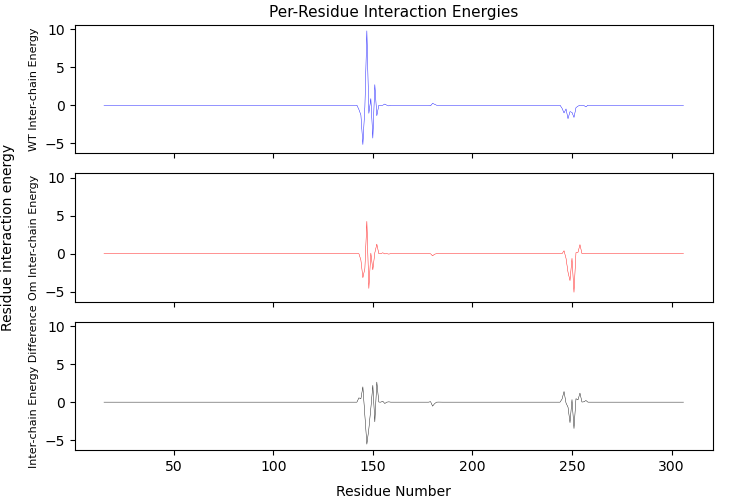 Per-Residue Interaction Energies
Residue interaction energy
WT Inter-chain Energy
10
5
0
−5
Om Inter-chain Energy
10
5
0
−5
Inter-chain Energy Difference
10
5
0
−5
50 100 150 200 250 300
Residue Number